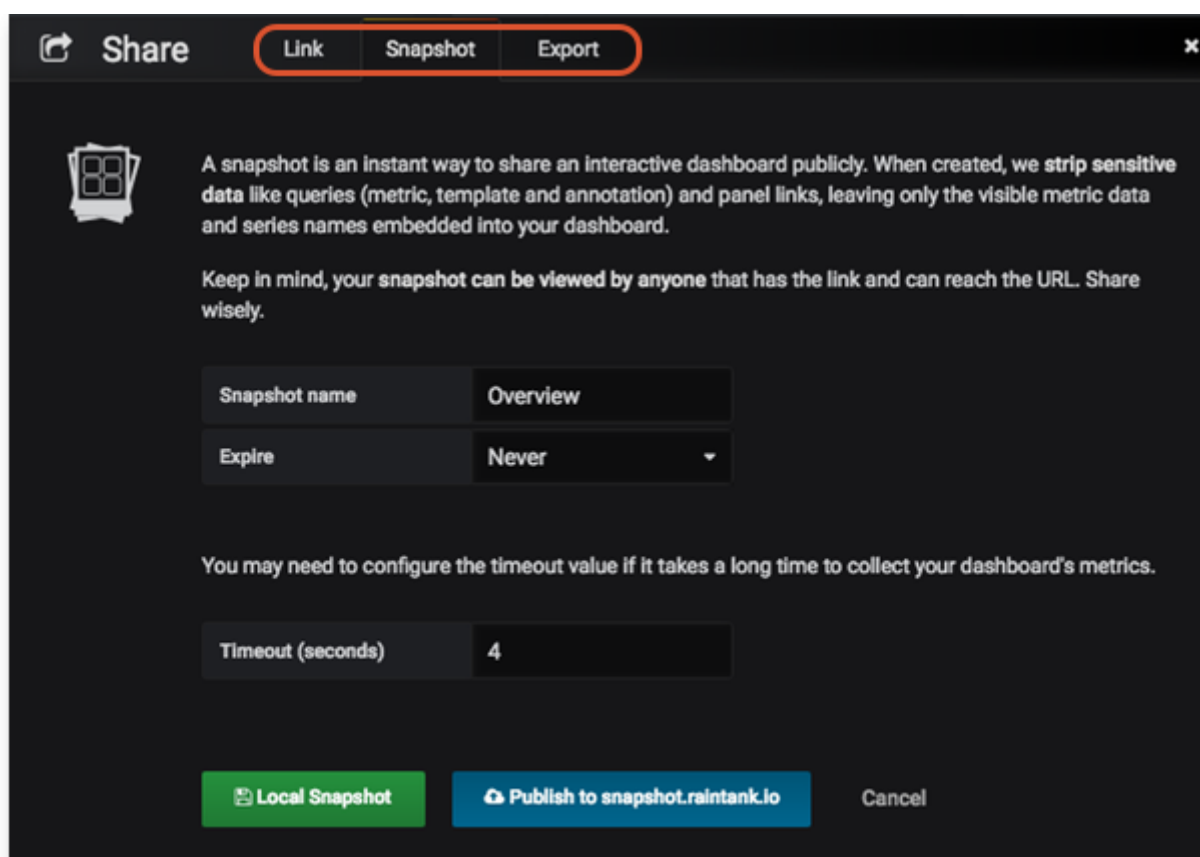 Share
Link
Snapshot
Export
A snapshot is an instant way to share an interactive dashboard publicly. When created, we strip sensitive
data like queries (metric, template and annotation) and panel links, leaving only the visible metric data
and series names embedded into your dashboard.
Keep in mind, your snapshot can be viewed by anyone that has the link and can reach the URL. Share
wisely.
Snapshot name
Overview
Expire
Never
You may need to configure the timeout value if it takes a long time to collect your dashboard's metrics.
Timeout (seconds)
4
Local Snapshot
Publish to snapshot.raintank.io
Cancel